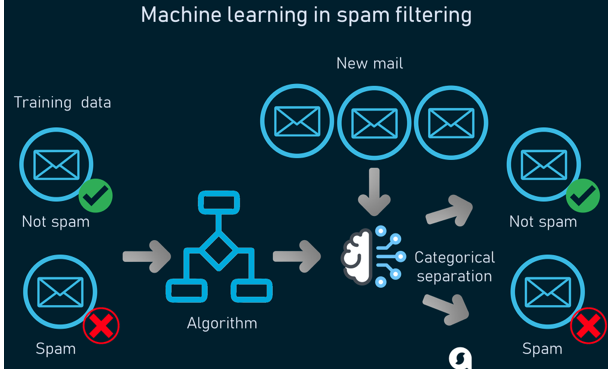 Machine learning in spam filtering
New mail
Training data
Not spam
Not spam
Categorical
separation
Algorithm
Spam
Spam